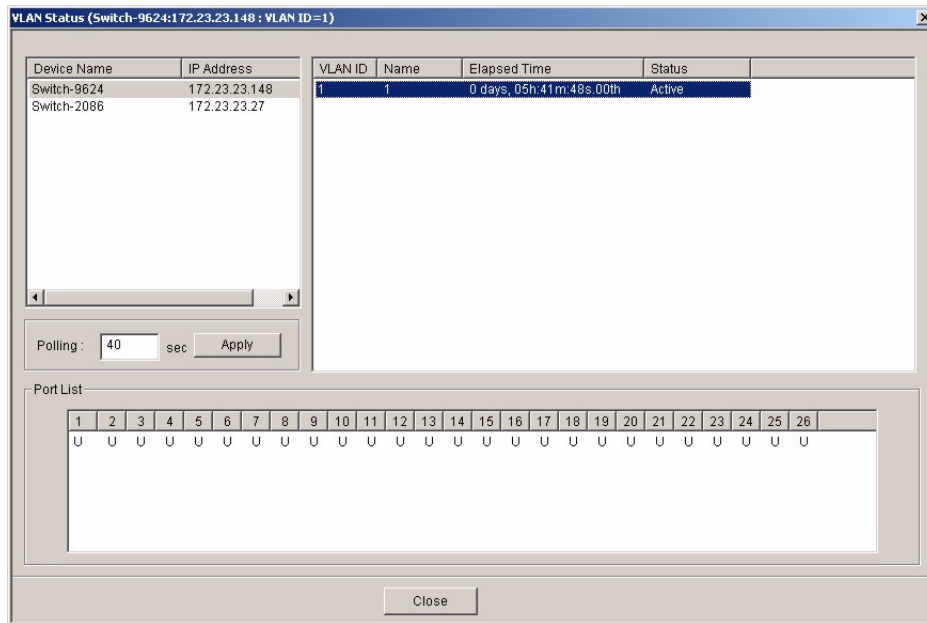 VLAN Status (Switch-9624:172.23.23.148 : VLAN ID=1)
Device Name IP Address
Switch-9624 172.23.23.148
Switch-2086 172.23.23.27
VLAN ID Name Elapsed Time Status
1 1 0 days, 05h:41m:48s.00th Active
Polling : 40 sec Apply
Port List
1 2 3 4 5 6 7 8 9 10 11 12 13 14 15 16 17 18 19 20 21 22 23 24 25 26
U U U U U U U U U U U U U U U U U U U U U U U U U U
Close